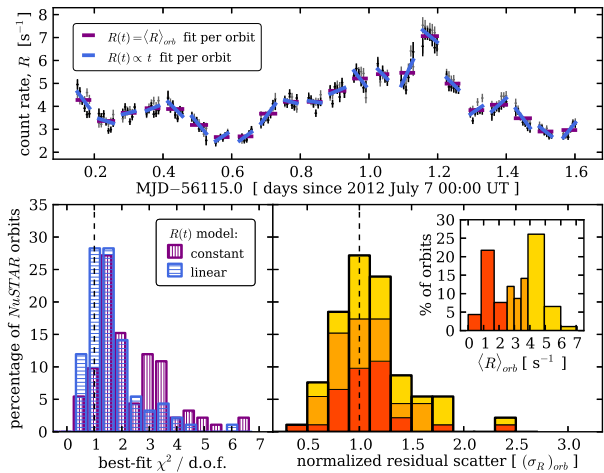 8
7
6
5
4
3
2
count rate, R [s⁻¹]
R(t) = ⟨R⟩orb fit per orbit
R(t) ∝ t fit per orbit
0.2 0.4 0.6 0.8 1.0 1.2 1.4 1.6
MJD−56115.0 [ days since 2012 July 7 00:00 UT ]
35
30
25
20
15
10
5
0
percentage of NuSTAR orbits
R(t) model:
constant
linear
0 1 2 3 4 5 6 7
best-fit χ² / d.o.f.
30
25
20
15
10
5
0
% of orbits
0 1 2 3 4 5 6 7
⟨R⟩orb [ s⁻¹ ]
0.5 1.0 1.5 2.0 2.5 3.0
normalized residual scatter [ (σR)orb ]